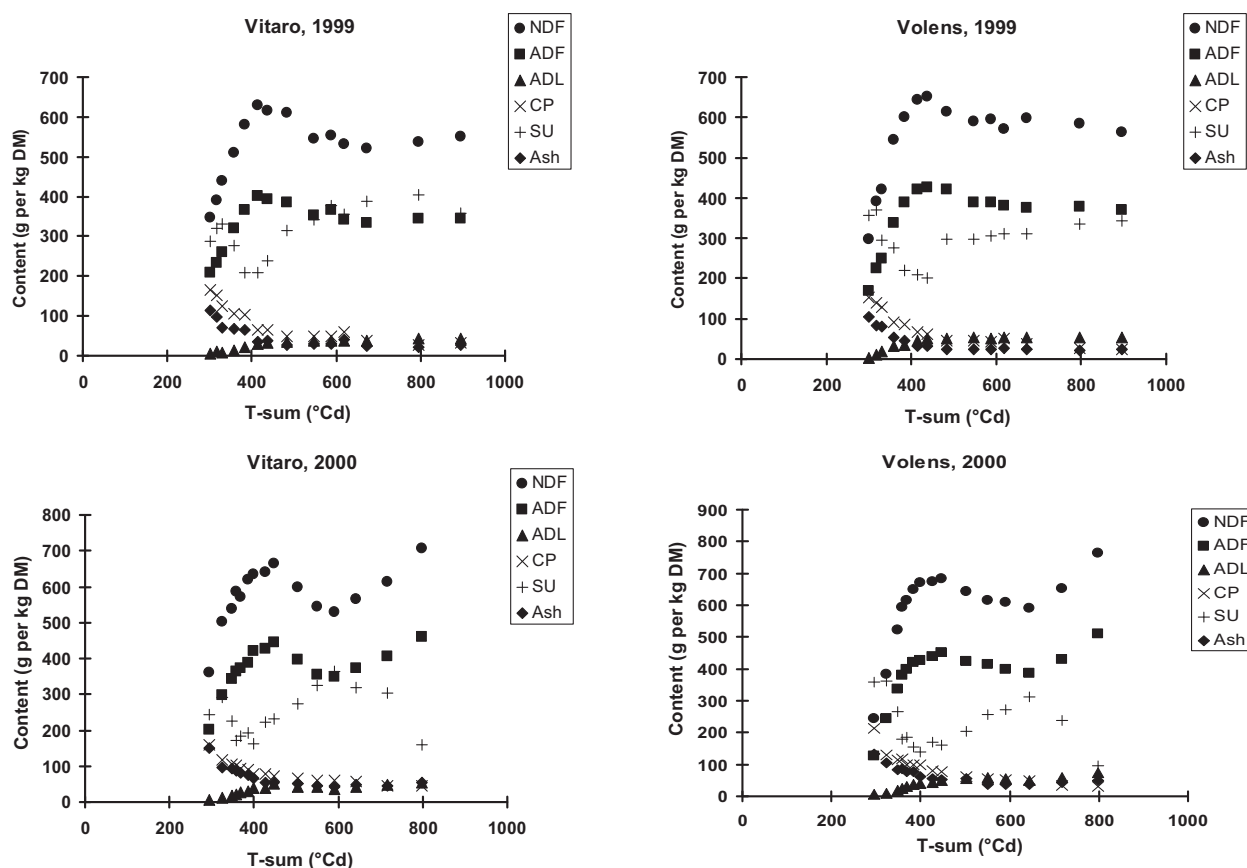 Vitaro, 1999
NDF
ADF
ADL
CP
SU
Ash
Content (g per kg DM)
700
600
500
400
300
200
100
0
0 200 400 600 800 1000
T-sum (°Cd)
Volens, 1999
NDF
ADF
ADL
CP
SU
Ash
Content (g per kg DM)
700
600
500
400
300
200
100
0
0 200 400 600 800 1000
T-sum (°Cd)
Vitaro, 2000
NDF
ADF
ADL
CP
SU
Ash
Content (g per kg DM)
800
700
600
500
400
300
200
100
0
0 200 400 600 800 1000
T-sum (°Cd)
Volens, 2000
NDF
ADF
ADL
CP
SU
Ash
Content (g per kg DM)
900
800
700
600
500
400
300
200
100
0
0 200 400 600 800 1000
T-sum (°Cd)